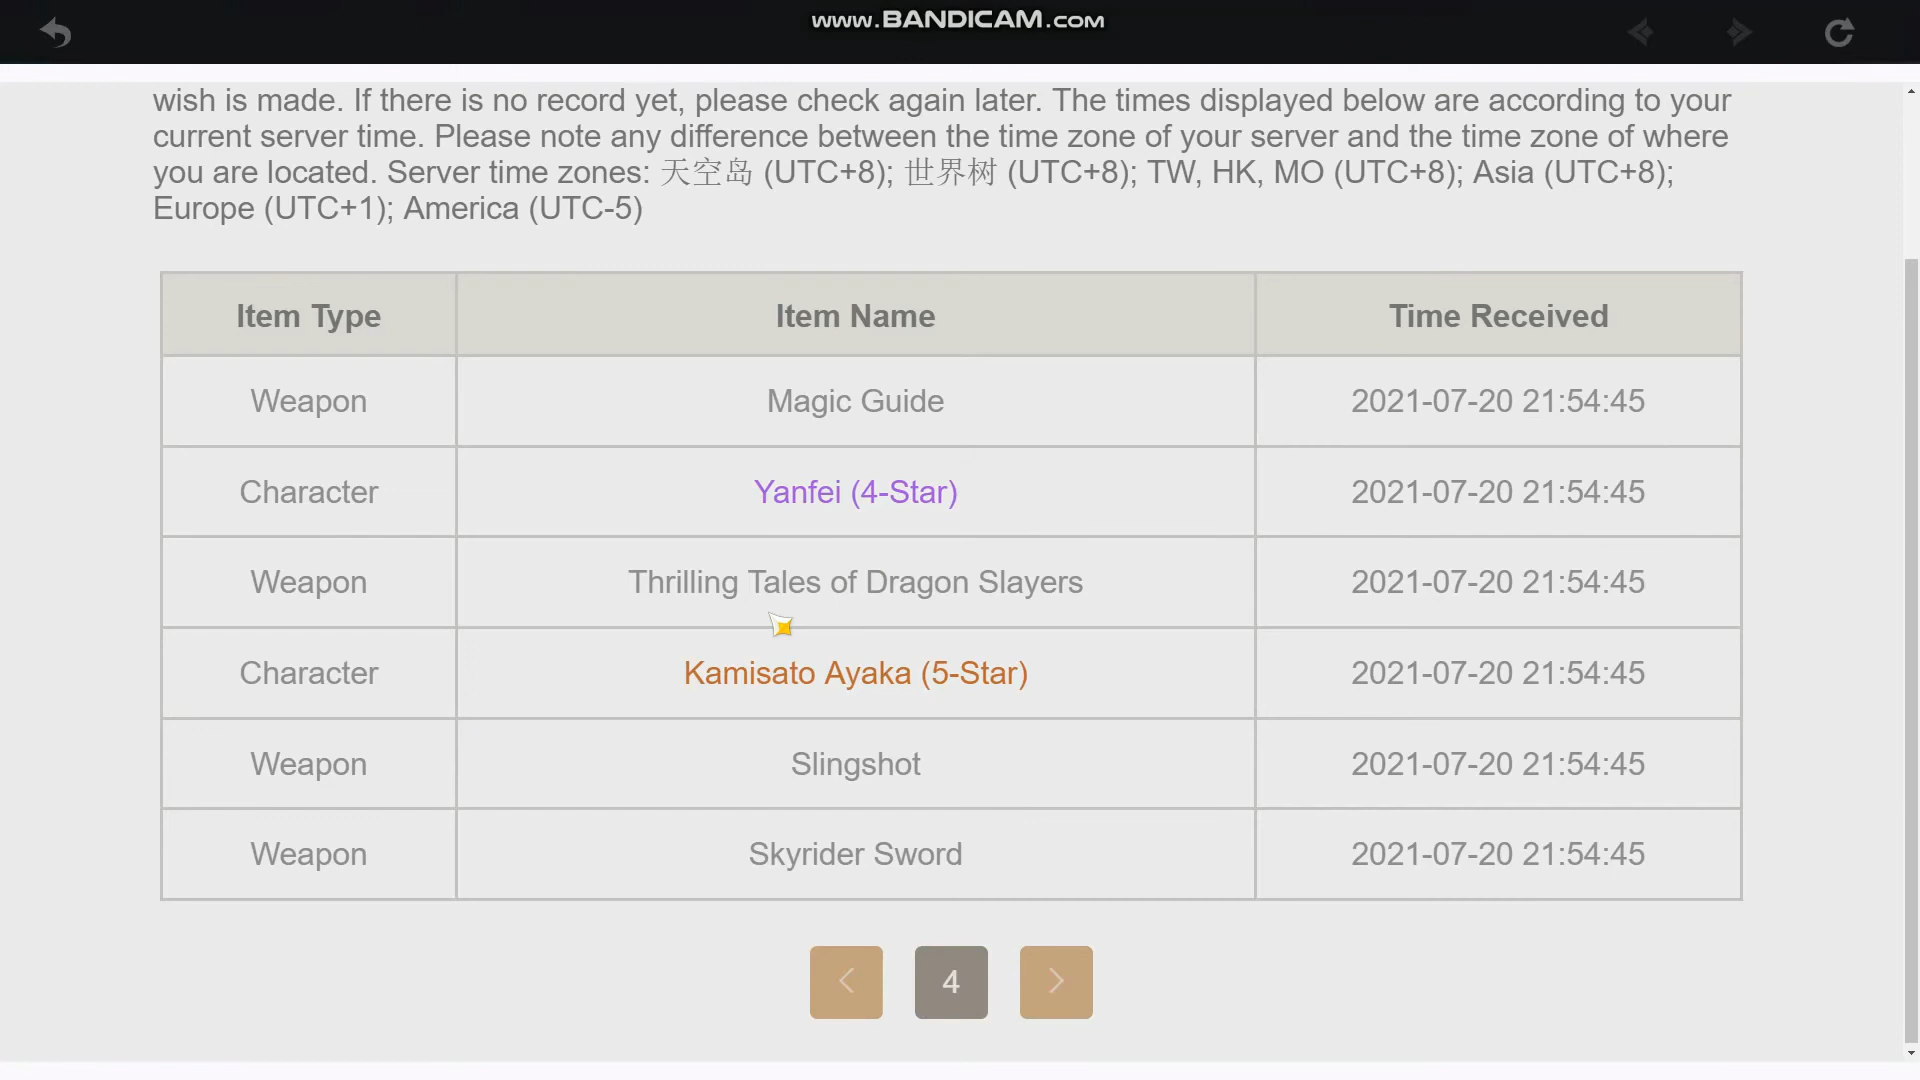 www.BANDICAM.com
wish is made. If there is no record yet, please check again later. The times displayed below are according to your
current server time. Please note any difference between the time zone of your server and the time zone of where
you are located. Server time zones: 天空岛 (UTC+8); 世界树 (UTC+8); TW, HK, MO (UTC+8); Asia (UTC+8);
Europe (UTC+1); America (UTC-5)
Item Type Item Name Time Received
Weapon Magic Guide 2021-07-20 21:54:45
Character Yanfei (4-Star) 2021-07-20 21:54:45
Weapon Thrilling Tales of Dragon Slayers 2021-07-20 21:54:45
Character Kamisato Ayaka (5-Star) 2021-07-20 21:54:45
Weapon Slingshot 2021-07-20 21:54:45
Weapon Skyrider Sword 2021-07-20 21:54:45
4